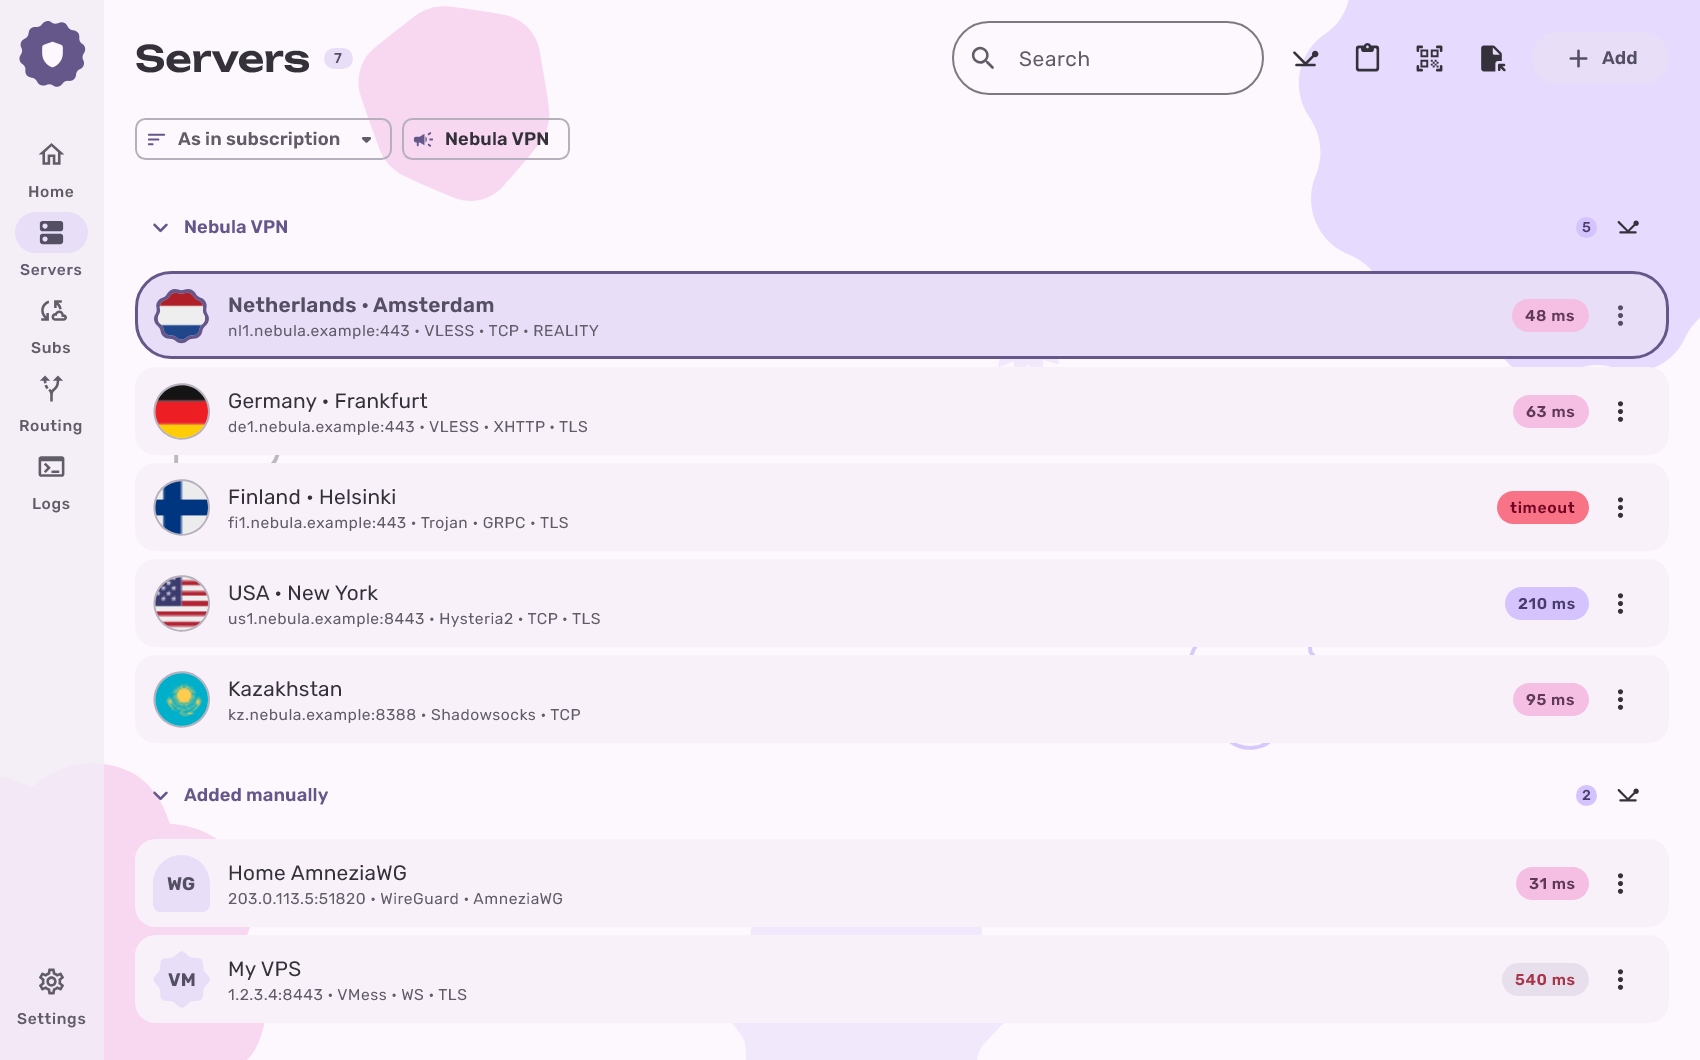 Servers 7
Search
Add
As in subscription
Nebula VPN
Home
Servers
Subs
Routing
Logs
Settings
Nebula VPN 5
Netherlands • Amsterdam
nl1.nebula.example:443 • VLESS • TCP • REALITY
48 ms
Germany • Frankfurt
de1.nebula.example:443 • VLESS • XHTTP • TLS
63 ms
Finland • Helsinki
fi1.nebula.example:443 • Trojan • GRPC • TLS
timeout
USA • New York
us1.nebula.example:8443 • Hysteria2 • TCP • TLS
210 ms
Kazakhstan
kz.nebula.example:8388 • Shadowsocks • TCP
95 ms
Added manually 2
WG
Home AmneziaWG
203.0.113.5:51820 • WireGuard • AmneziaWG
31 ms
VM
My VPS
1.2.3.4:8443 • VMess • WS • TLS
540 ms